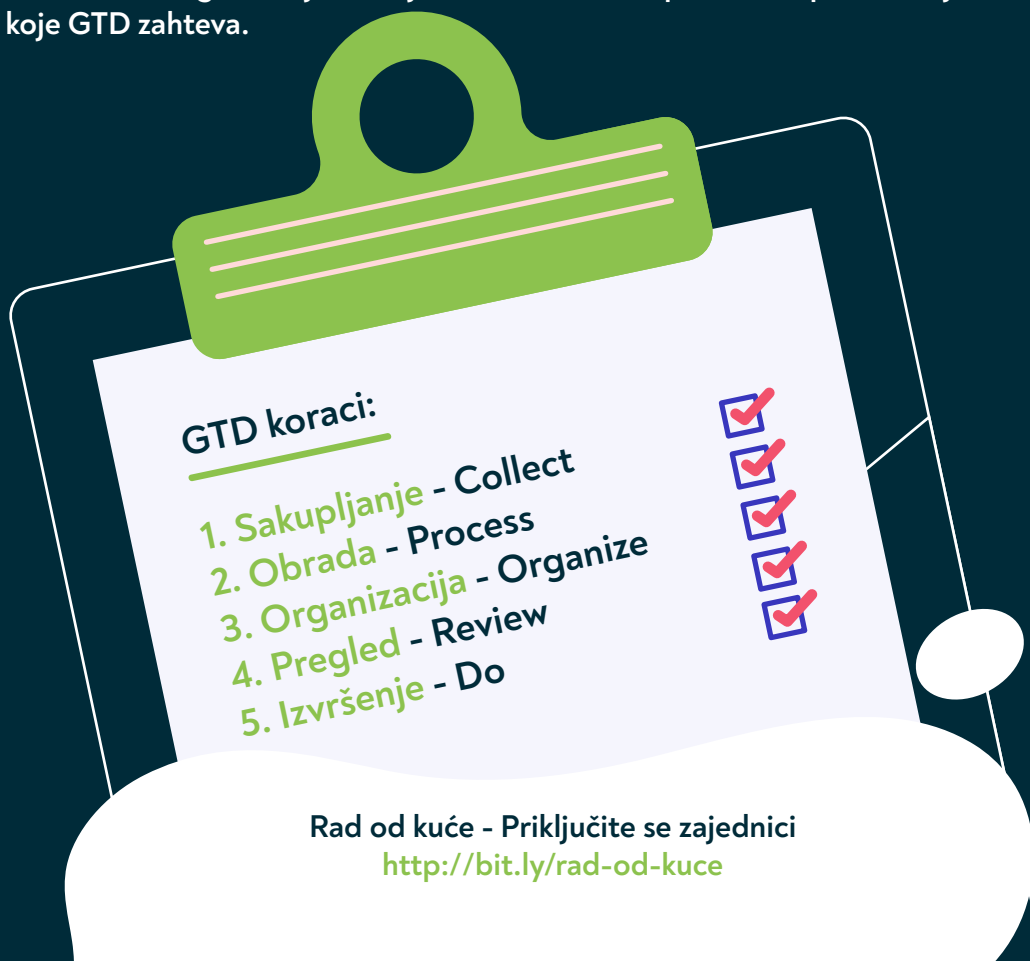 koje GTD zahteva.
GTD koraci:
1. Sakupljanje - Collect
2. Obrada - Process
3. Organizacija - Organize
4. Pregled - Review
5. Izvršenje - Do
Rad od kuće - Priključite se zajednici
http://bit.ly/rad-od-kuce